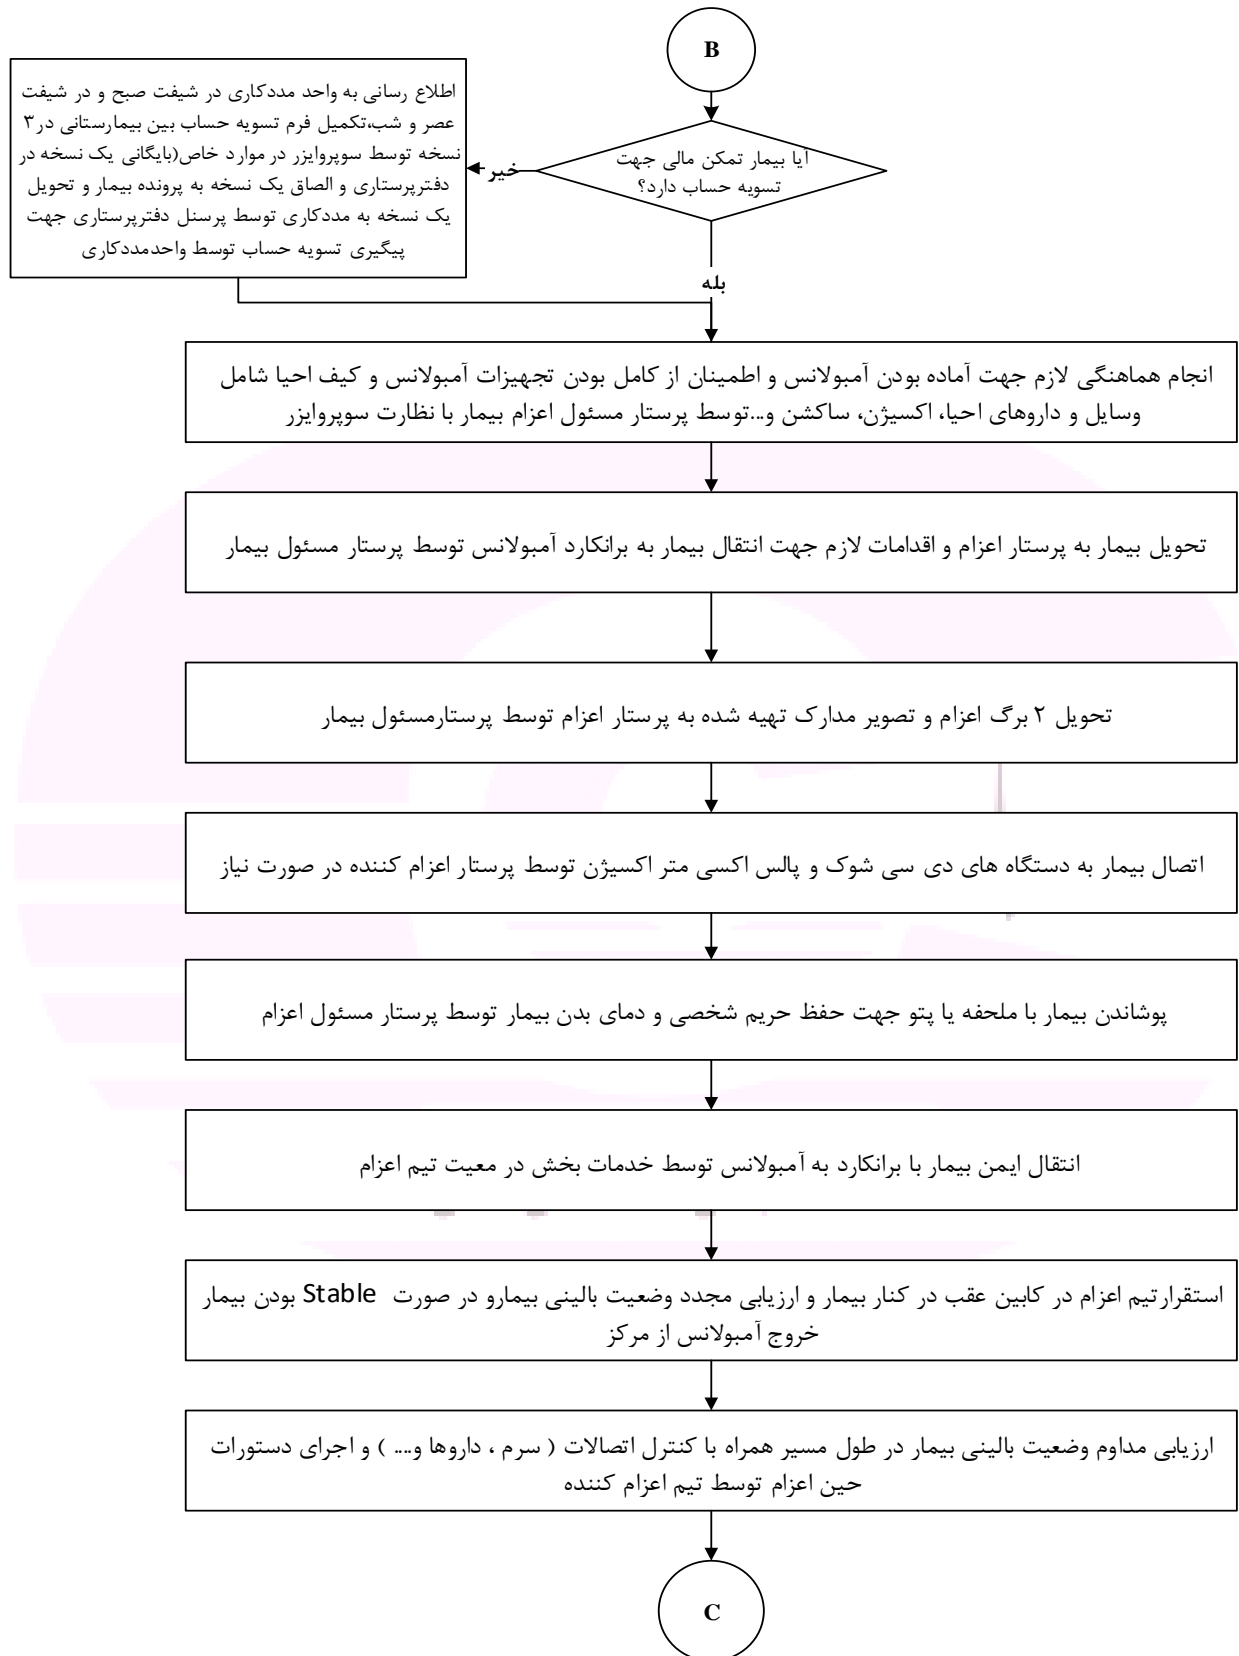 B
آیا بیمار تمکن مالی جهت
تسویه حساب دارد؟
خیر
اطلاع رسانی به واحد مددکاری در شیفت صبح و در شیفت
عصر و شب،تکمیل فرم تسویه حساب بین بیمارستانی در۳
نسخه توسط سوپروایزر در موارد خاص(بایگانی یک نسخه در
دفترپرستاری و الصاق یک نسخه به پرونده بیمار و تحویل
یک نسخه به مددکاری توسط پرسنل دفترپرستاری جهت
پیگیری تسویه حساب توسط واحدمددکاری
بله
انجام هماهنگی لازم جهت آماده بودن آمبولانس و اطمینان از کامل بودن تجهیزات آمبولانس و کیف احیا شامل
وسایل و داروهای احیا، اکسیژن، ساکشن و...توسط پرستار مسئول اعزام بیمار با نظارت سوپروایزر
تحویل بیمار به پرستار اعزام و اقدامات لازم جهت انتقال بیمار به برانکارد آمبولانس توسط پرستار مسئول بیمار
تحویل ۲ برگ اعزام و تصویر مدارک تهیه شده به پرستار اعزام توسط پرستارمسئول بیمار
اتصال بیمار به دستگاه های دی سی شوک و پالس اکسی متر اکسیژن توسط پرستار اعزام کننده در صورت نیاز
پوشاندن بیمار با ملحفه یا پتو جهت حفظ حریم شخصی و دمای بدن بیمار توسط پرستار مسئول اعزام
انتقال ایمن بیمار با برانکارد به آمبولانس توسط خدمات بخش در معیت تیم اعزام
استقرارتیم اعزام در کابین عقب در کنار بیمار و ارزیابی مجدد وضعیت بالینی بیمارو در صورت Stable بودن بیمار
خروج آمبولانس از مرکز
ارزیابی مداوم وضعیت بالینی بیمار در طول مسیر همراه با کنترل اتصالات ( سرم ، داروها و.... ) و اجرای دستورات
حین اعزام توسط تیم اعزام کننده
C